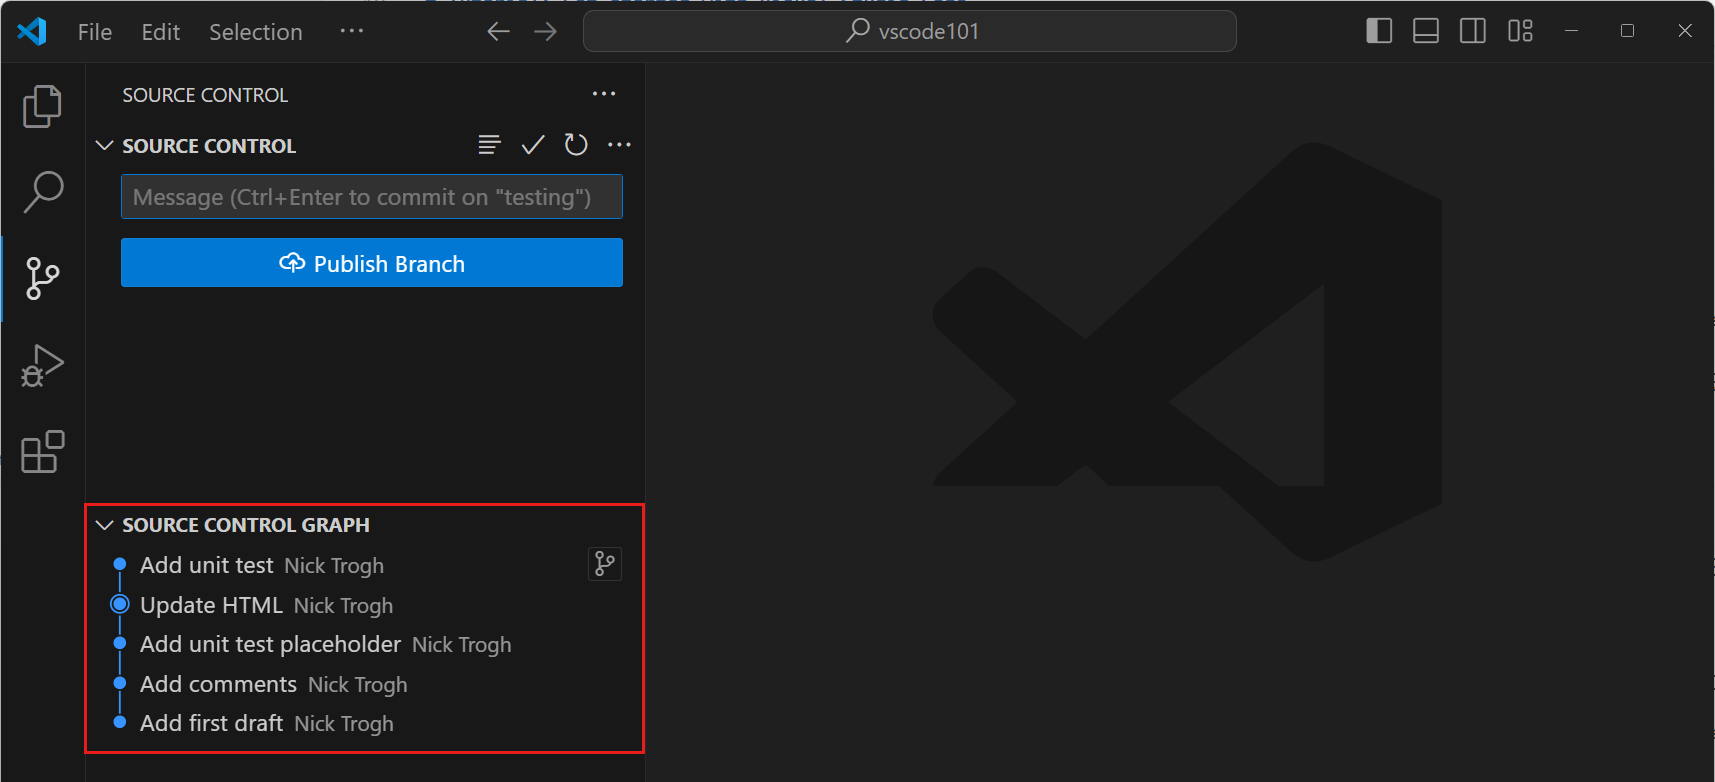 File Edit Selection ··· vscode101
SOURCE CONTROL
SOURCE CONTROL
Message (Ctrl+Enter to commit on "testing")
Publish Branch
SOURCE CONTROL GRAPH
Add unit test Nick Trogh
Update HTML Nick Trogh
Add unit test placeholder Nick Trogh
Add comments Nick Trogh
Add first draft Nick Trogh